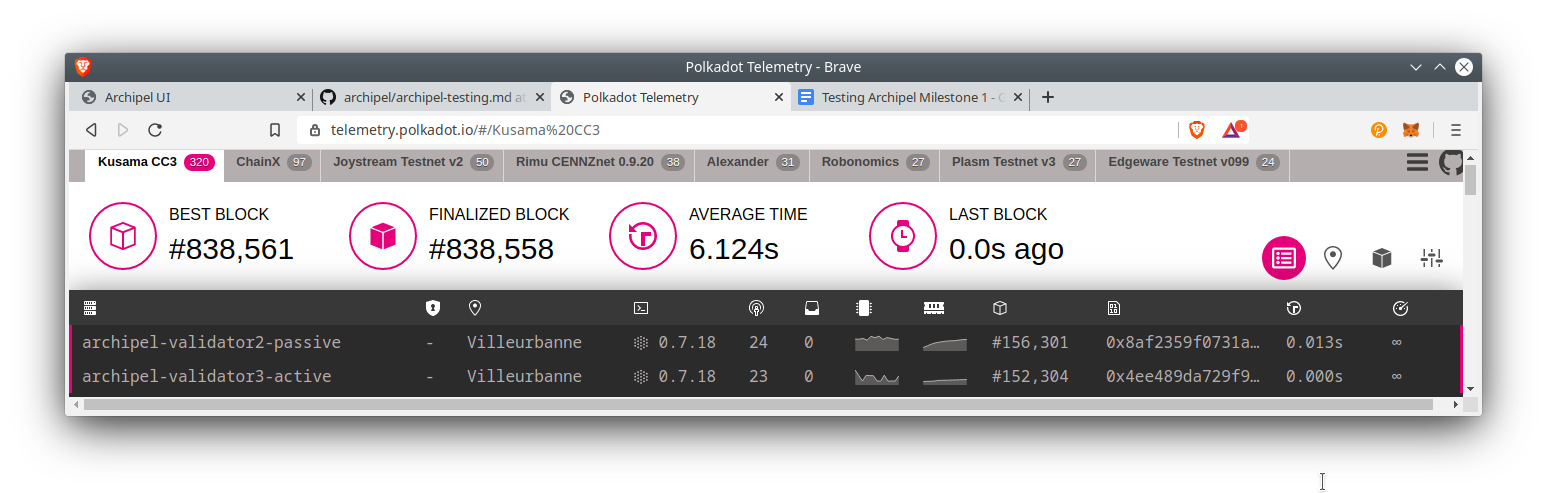 Polkadot Telemetry - Brave
Archipel UI
archipel/archipel-testing.md at
Polkadot Telemetry
Testing Archipel Milestone 1 - G
telemetry.polkadot.io/#/Kusama%20CC3
Kusama CC3 320 ChainX 97 Joystream Testnet v2 50 Rimu CENNZnet 0.9.20 38 Alexander 31 Robonomics 27 Plasm Testnet v3 27 Edgeware Testnet v099 24
BEST BLOCK FINALIZED BLOCK AVERAGE TIME LAST BLOCK
#838,561 #838,558 6.124s 0.0s ago
archipel-validator2-passive - Villeurbanne 0.7.18 24 0 #156,301 0x8af2359f0731a… 0.013s ∞
archipel-validator3-active - Villeurbanne 0.7.18 23 0 #152,304 0x4ee489da729f9… 0.000s ∞